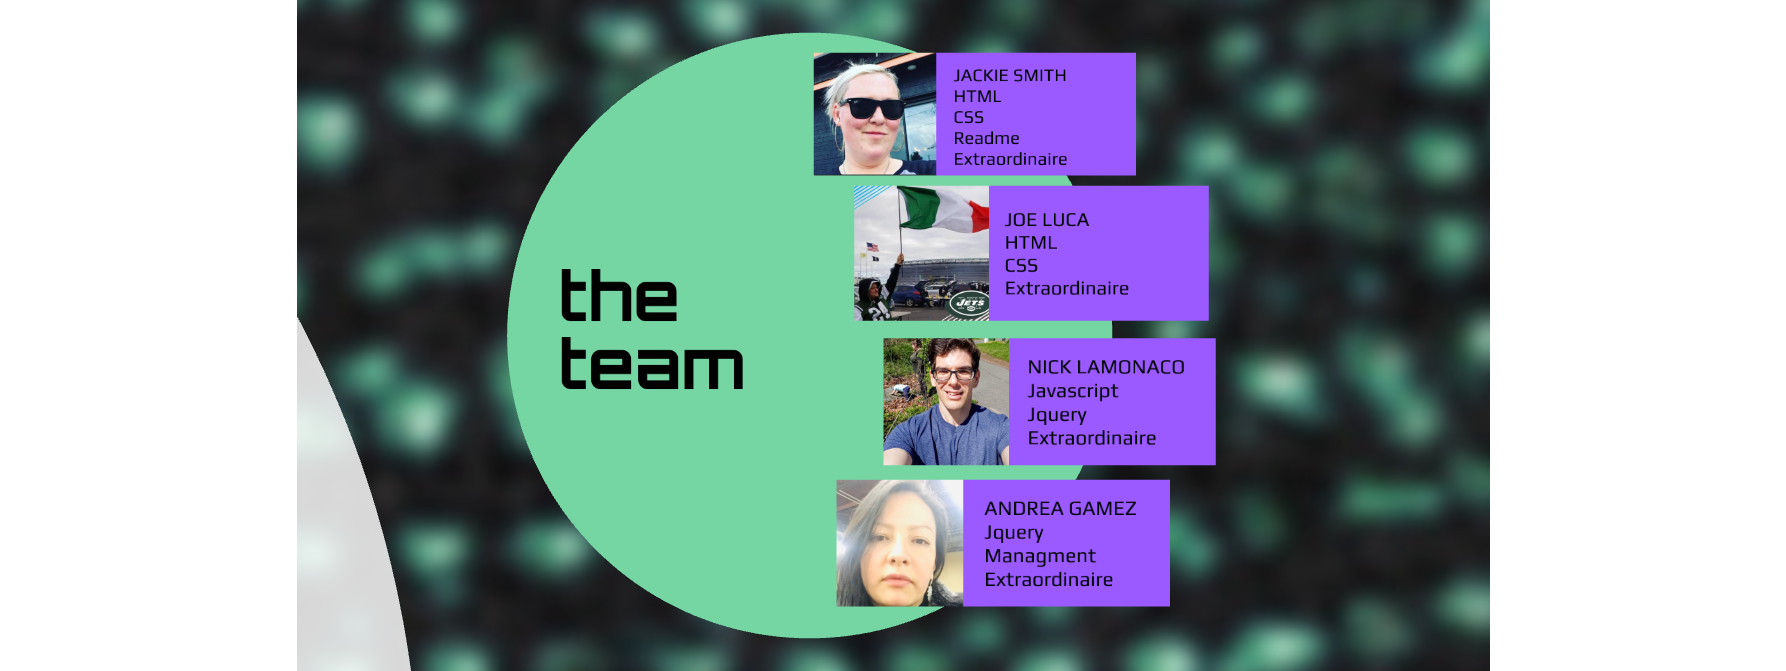 the
team
JACKIE SMITH
HTML
CSS
Readme
Extraordinaire
JOE LUCA
HTML
CSS
Extraordinaire
JETS
NICK LAMONACO
Javascript
Jquery
Extraordinaire
ANDREA GAMEZ
Jquery
Managment
Extraordinaire